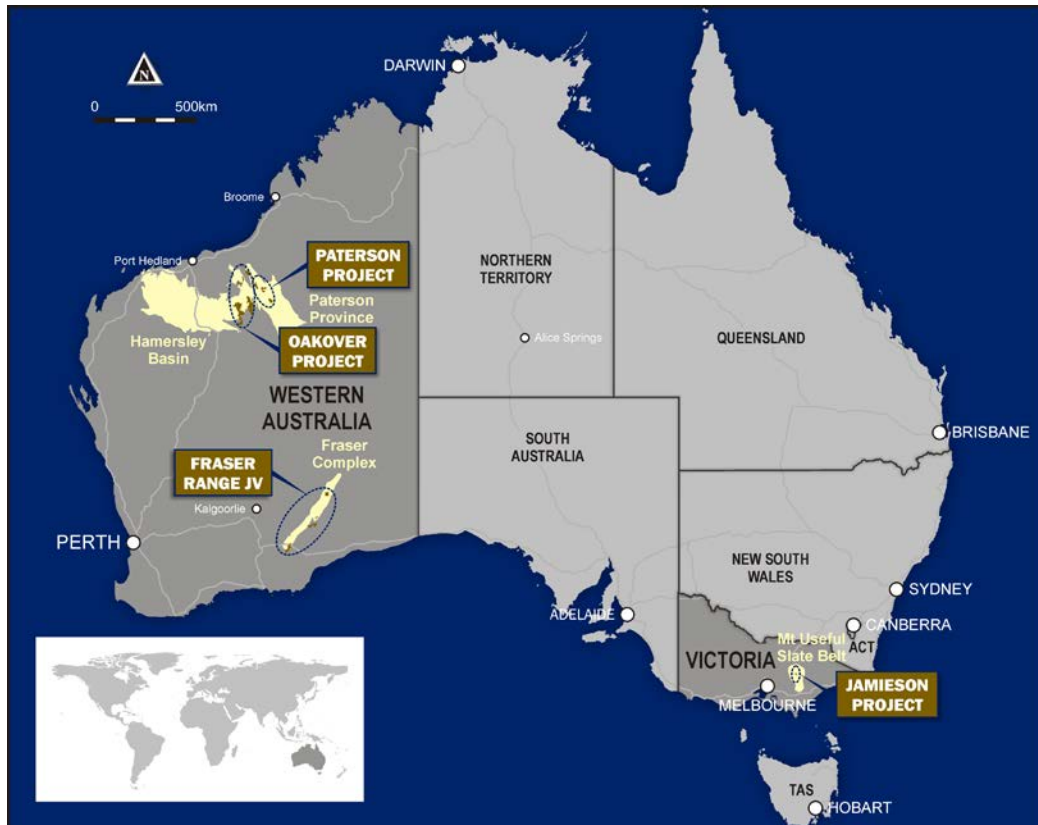 DARWIN
N
0 500km
Broome
Port Hedland
PATERSON
PROJECT
NORTHERN
TERRITORY
Paterson
Province
Hamersley
Basin
OAKOVER
PROJECT
Alice Springs
QUEENSLAND
WESTERN
AUSTRALIA
BRISBANE
SOUTH
AUSTRALIA
Fraser
Complex
FRASER
RANGE JV
Kalgoorlie
PERTH
NEW SOUTH
WALES
SYDNEY
ADELAIDE
CANBERRA
ACT
Mt Useful
Slate Belt
VICTORIA
MELBOURNE
JAMIESON
PROJECT
TAS
HOBART